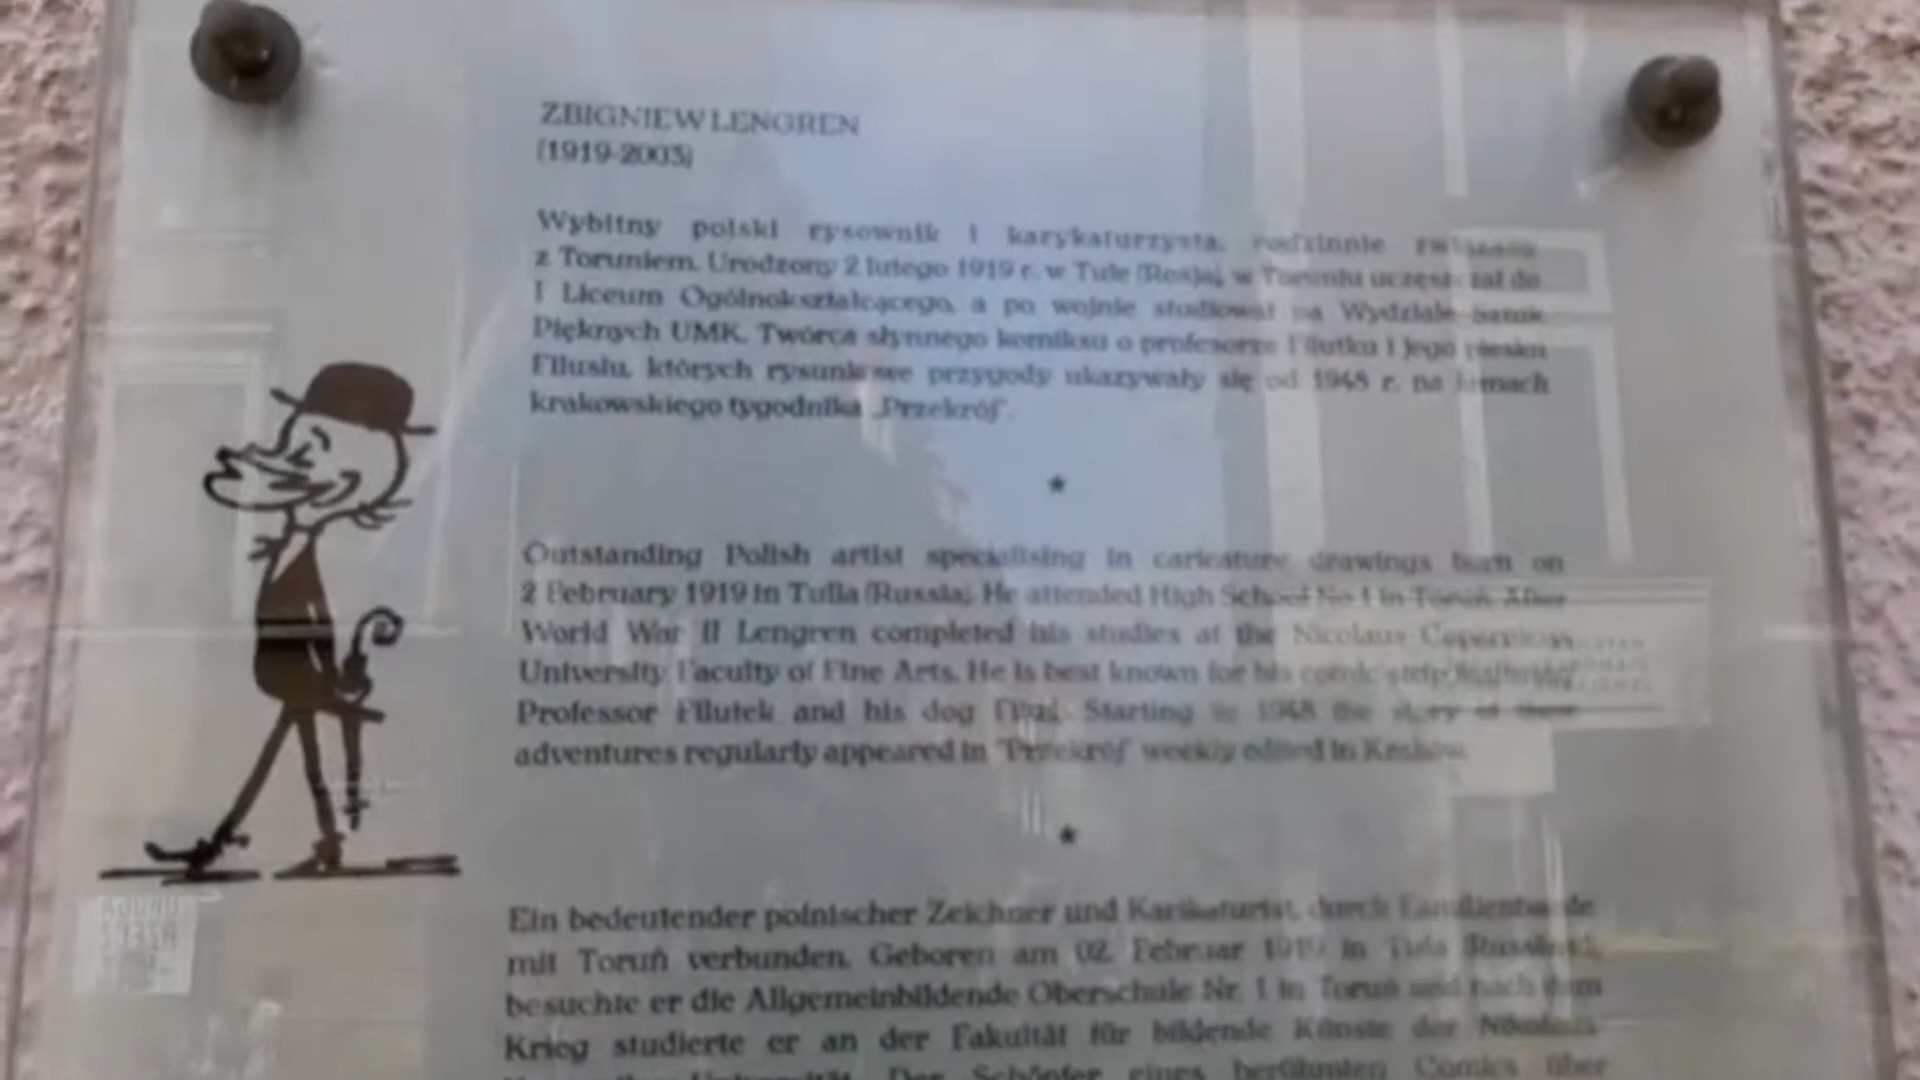 ZBIGNIEW LENGREN
(1919-2003)
Wybitny polski rysownik i karykaturzysta, rodzinnie związany
z Toruniem. Urodzony 2 lutego 1919 r. w Tule (Rosja), w Toruniu uczęszczał do
I Liceum Ogólnokształcącego, a po wojnie studiował na Wydziale Sztuk
Pięknych UMK. Twórca słynnego komiksu o profesorze Filutku i jego piesku
Filusiu, których rysunkowe przygody ukazywały się od 1948 r. na łamach
krakowskiego tygodnika „Przekrój”.
*
Outstanding Polish artist specialising in caricature drawings born on
2 February 1919 in Tulla (Russia). He attended High School No 1 in Toruń. After
World War II Lengren completed his studies at the Nicolaus Copernicus
University Faculty of Fine Arts. He is best known for his comic strip
Professor Filutek and his dog Filuś. Starting in 1948 the story of their
adventures regularly appeared in "Przekrój" weekly edited in Kraków.
*
Ein bedeutender polnischer Zeichner und Karikaturist, durch Familienbande
mit Toruń verbunden. Geboren am 02. Februar 1919 in Tula
besuchte er die Allgemeinbildende Oberschule Nr. 1 in Toruń und nach dem
Krieg studierte er an der Fakultät für bildende Künste der Nikolaus
Der Schöpfer eines berühmten Comics über